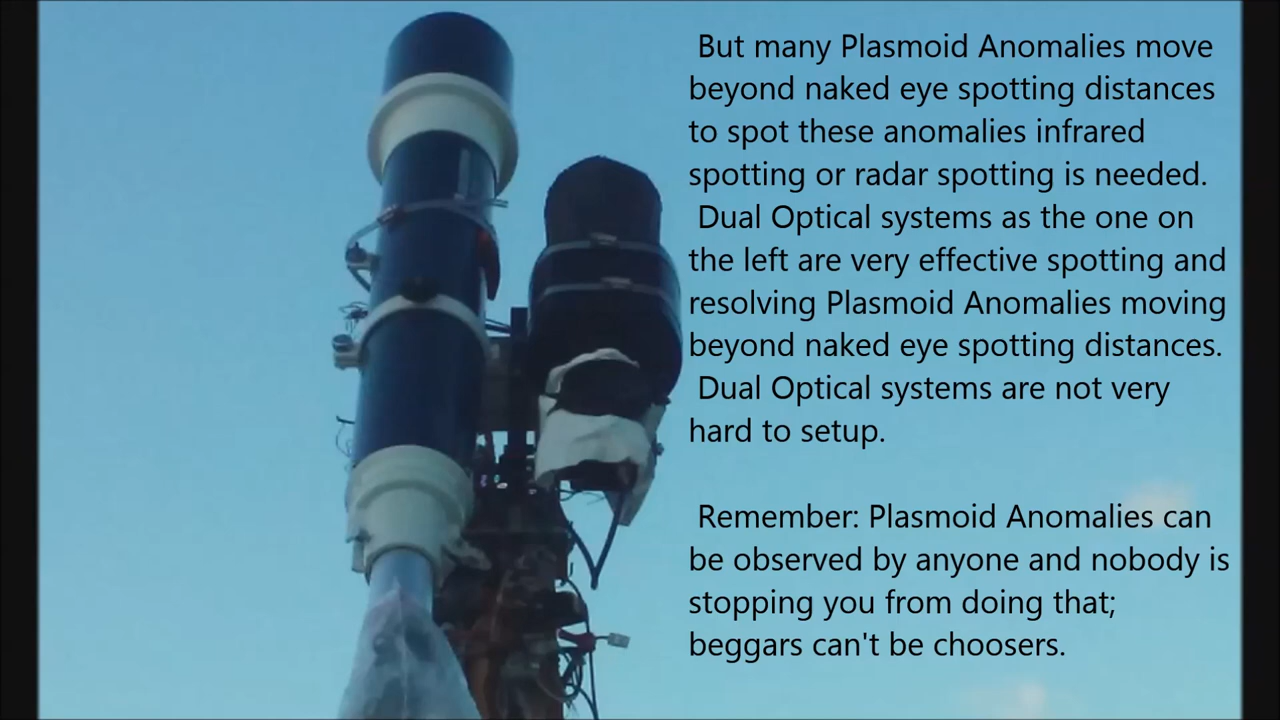 But many Plasmoid Anomalies move
beyond naked eye spotting distances
to spot these anomalies infrared
spotting or radar spotting is needed.
Dual Optical systems as the one on
the left are very effective spotting and
resolving Plasmoid Anomalies moving
beyond naked eye spotting distances.
Dual Optical systems are not very
hard to setup.
Remember: Plasmoid Anomalies can
be observed by anyone and nobody is
stopping you from doing that;
beggars can't be choosers.